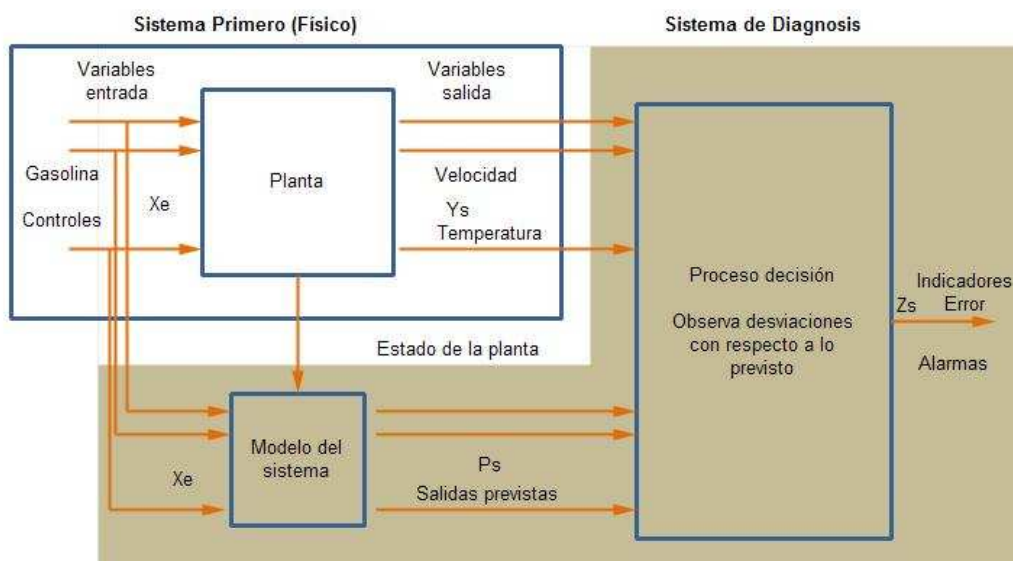 Sistema Primero (Físico)
Sistema de Diagnosis
Variables
entrada
Variables
salida
Gasolina
Controles
Xe
Planta
Velocidad
Ys
Temperatura
Proceso decisión
Observa desviaciones
con respecto a lo
previsto
Indicadores
Zs
Error
Alarmas
Estado de la planta
Modelo del
sistema
Xe
Ps
Salidas previstas